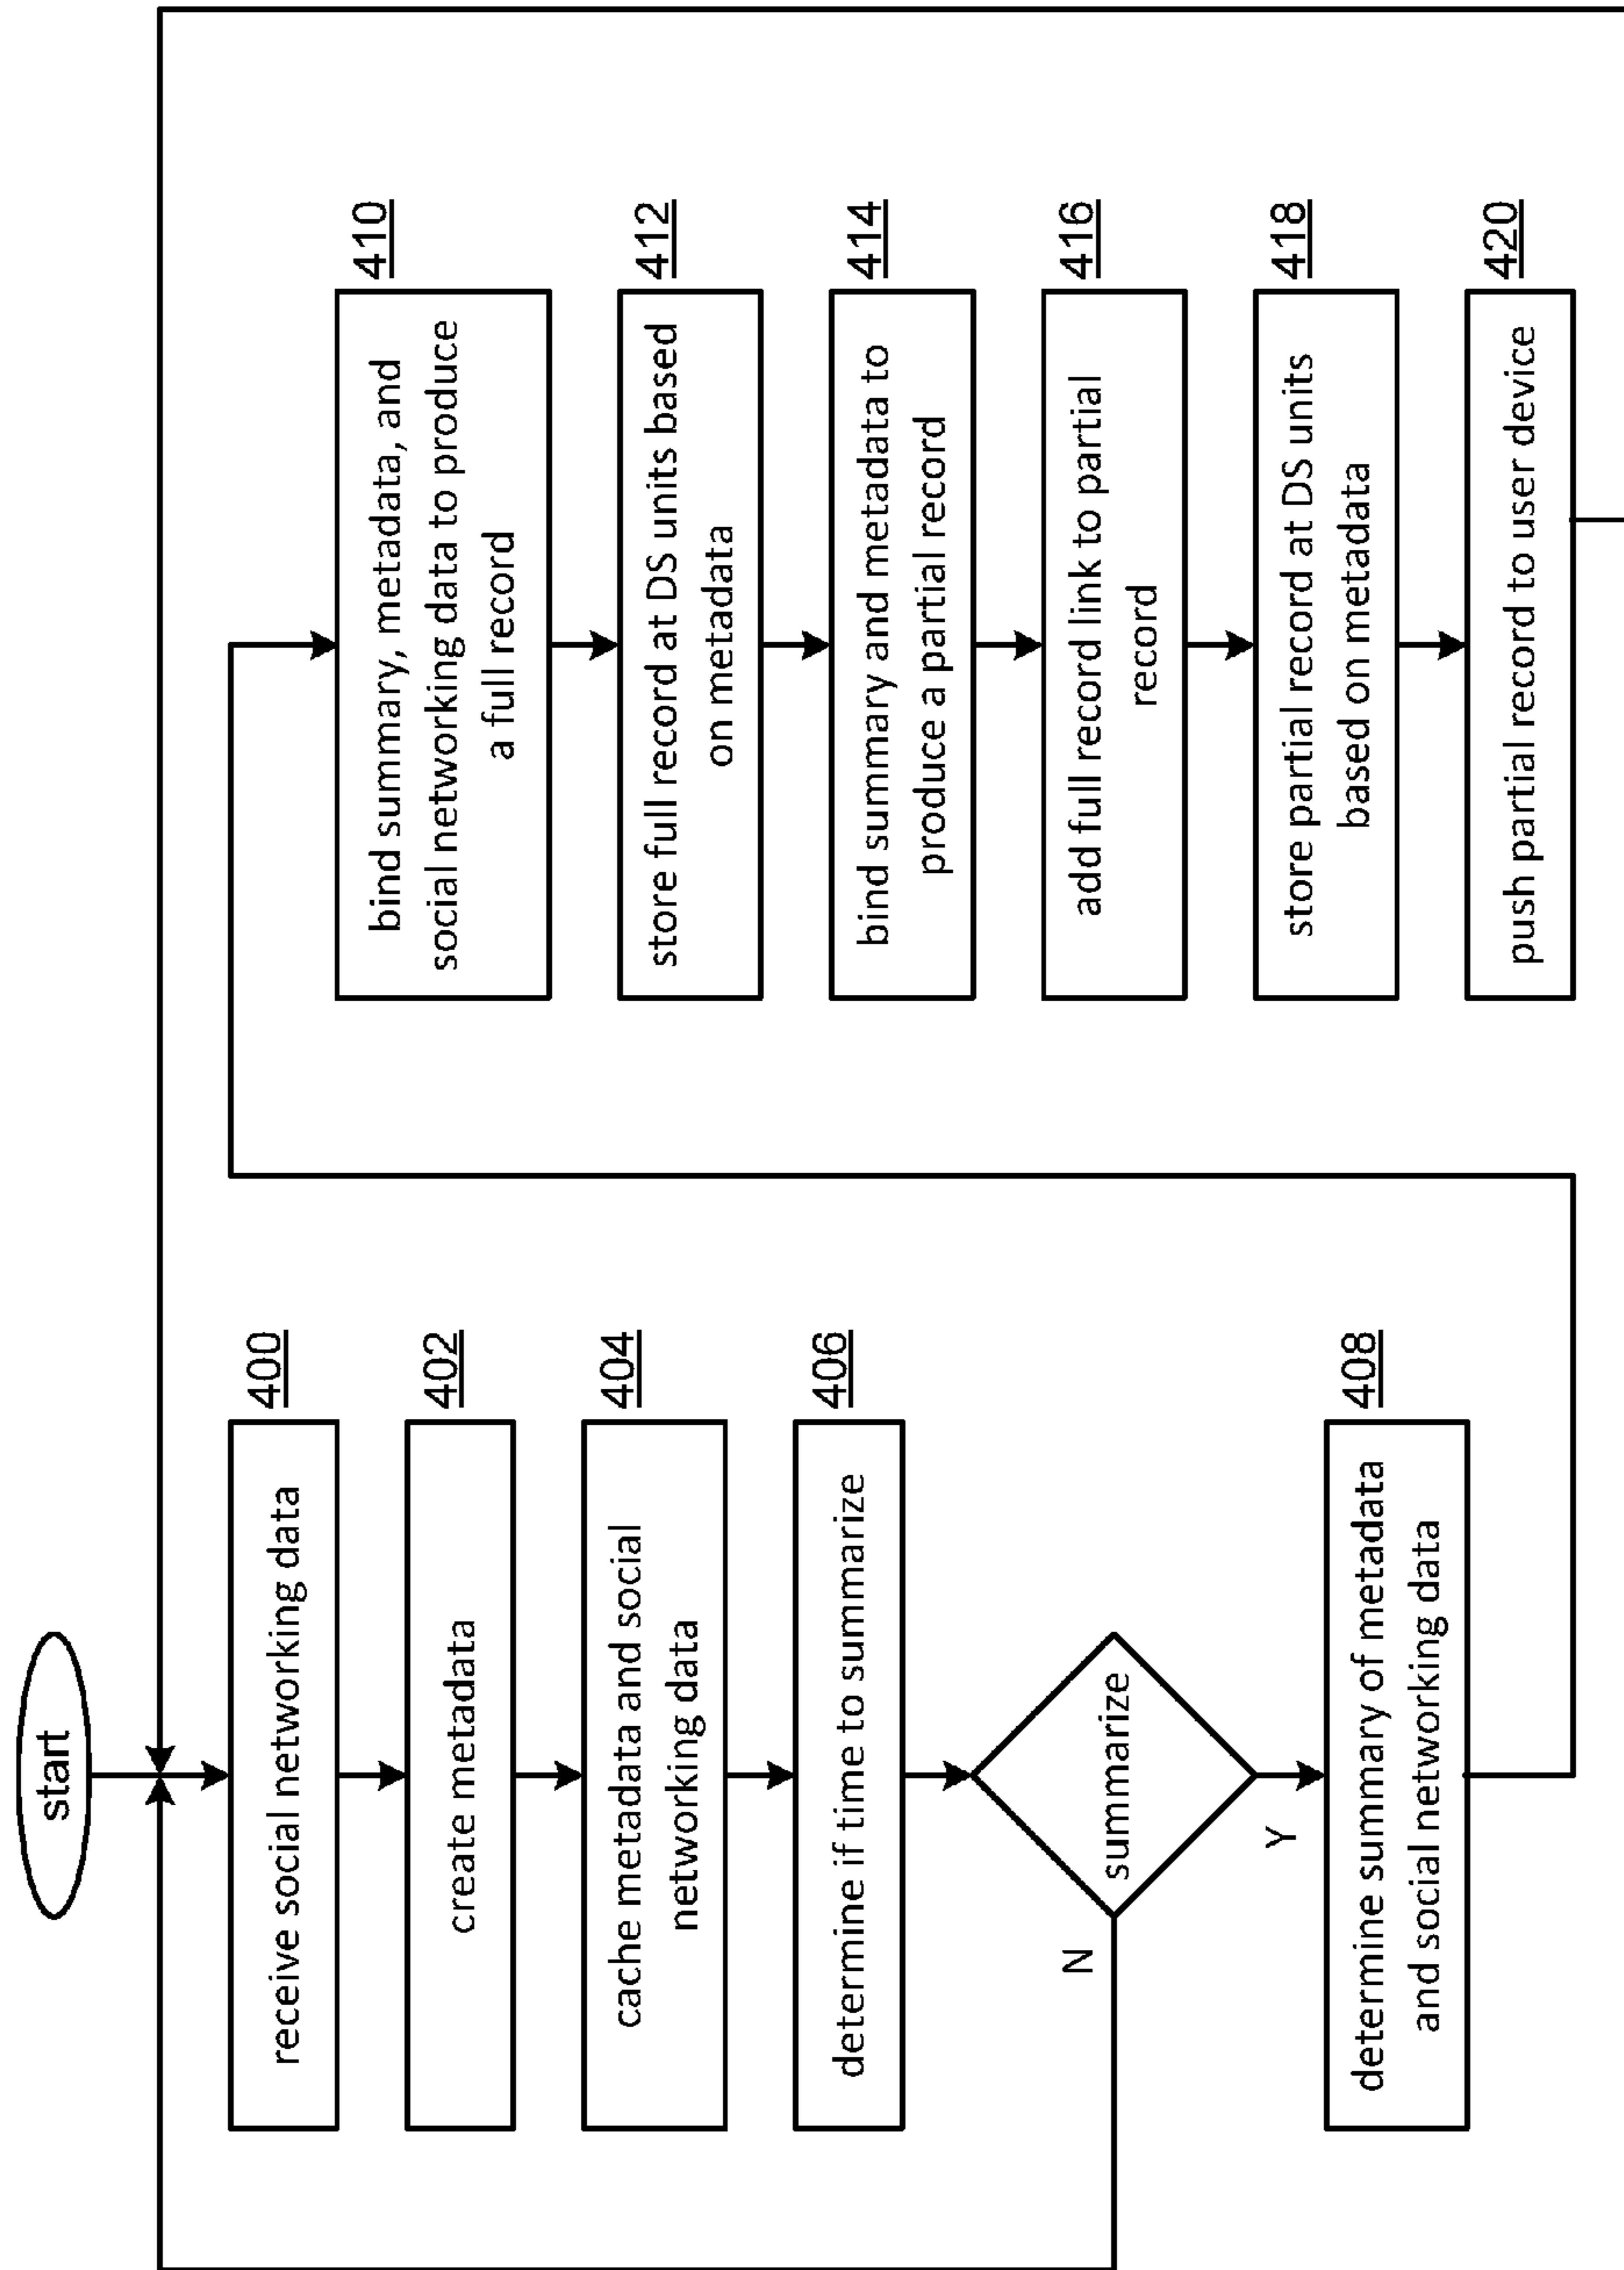 start
receive social networking data
400
create metadata
402
cache metadata and social
networking data
404
determine if time to summarize
406
summarize
N
Y
determine summary of metadata
and social networking data
408
bind summary, metadata, and
social networking data to produce
a full record
410
store full record at DS units based
on metadata
412
bind summary and metadata to
produce a partial record
414
add full record link to partial
record
416
store partial record at DS units
based on metadata
418
push partial record to user device
420